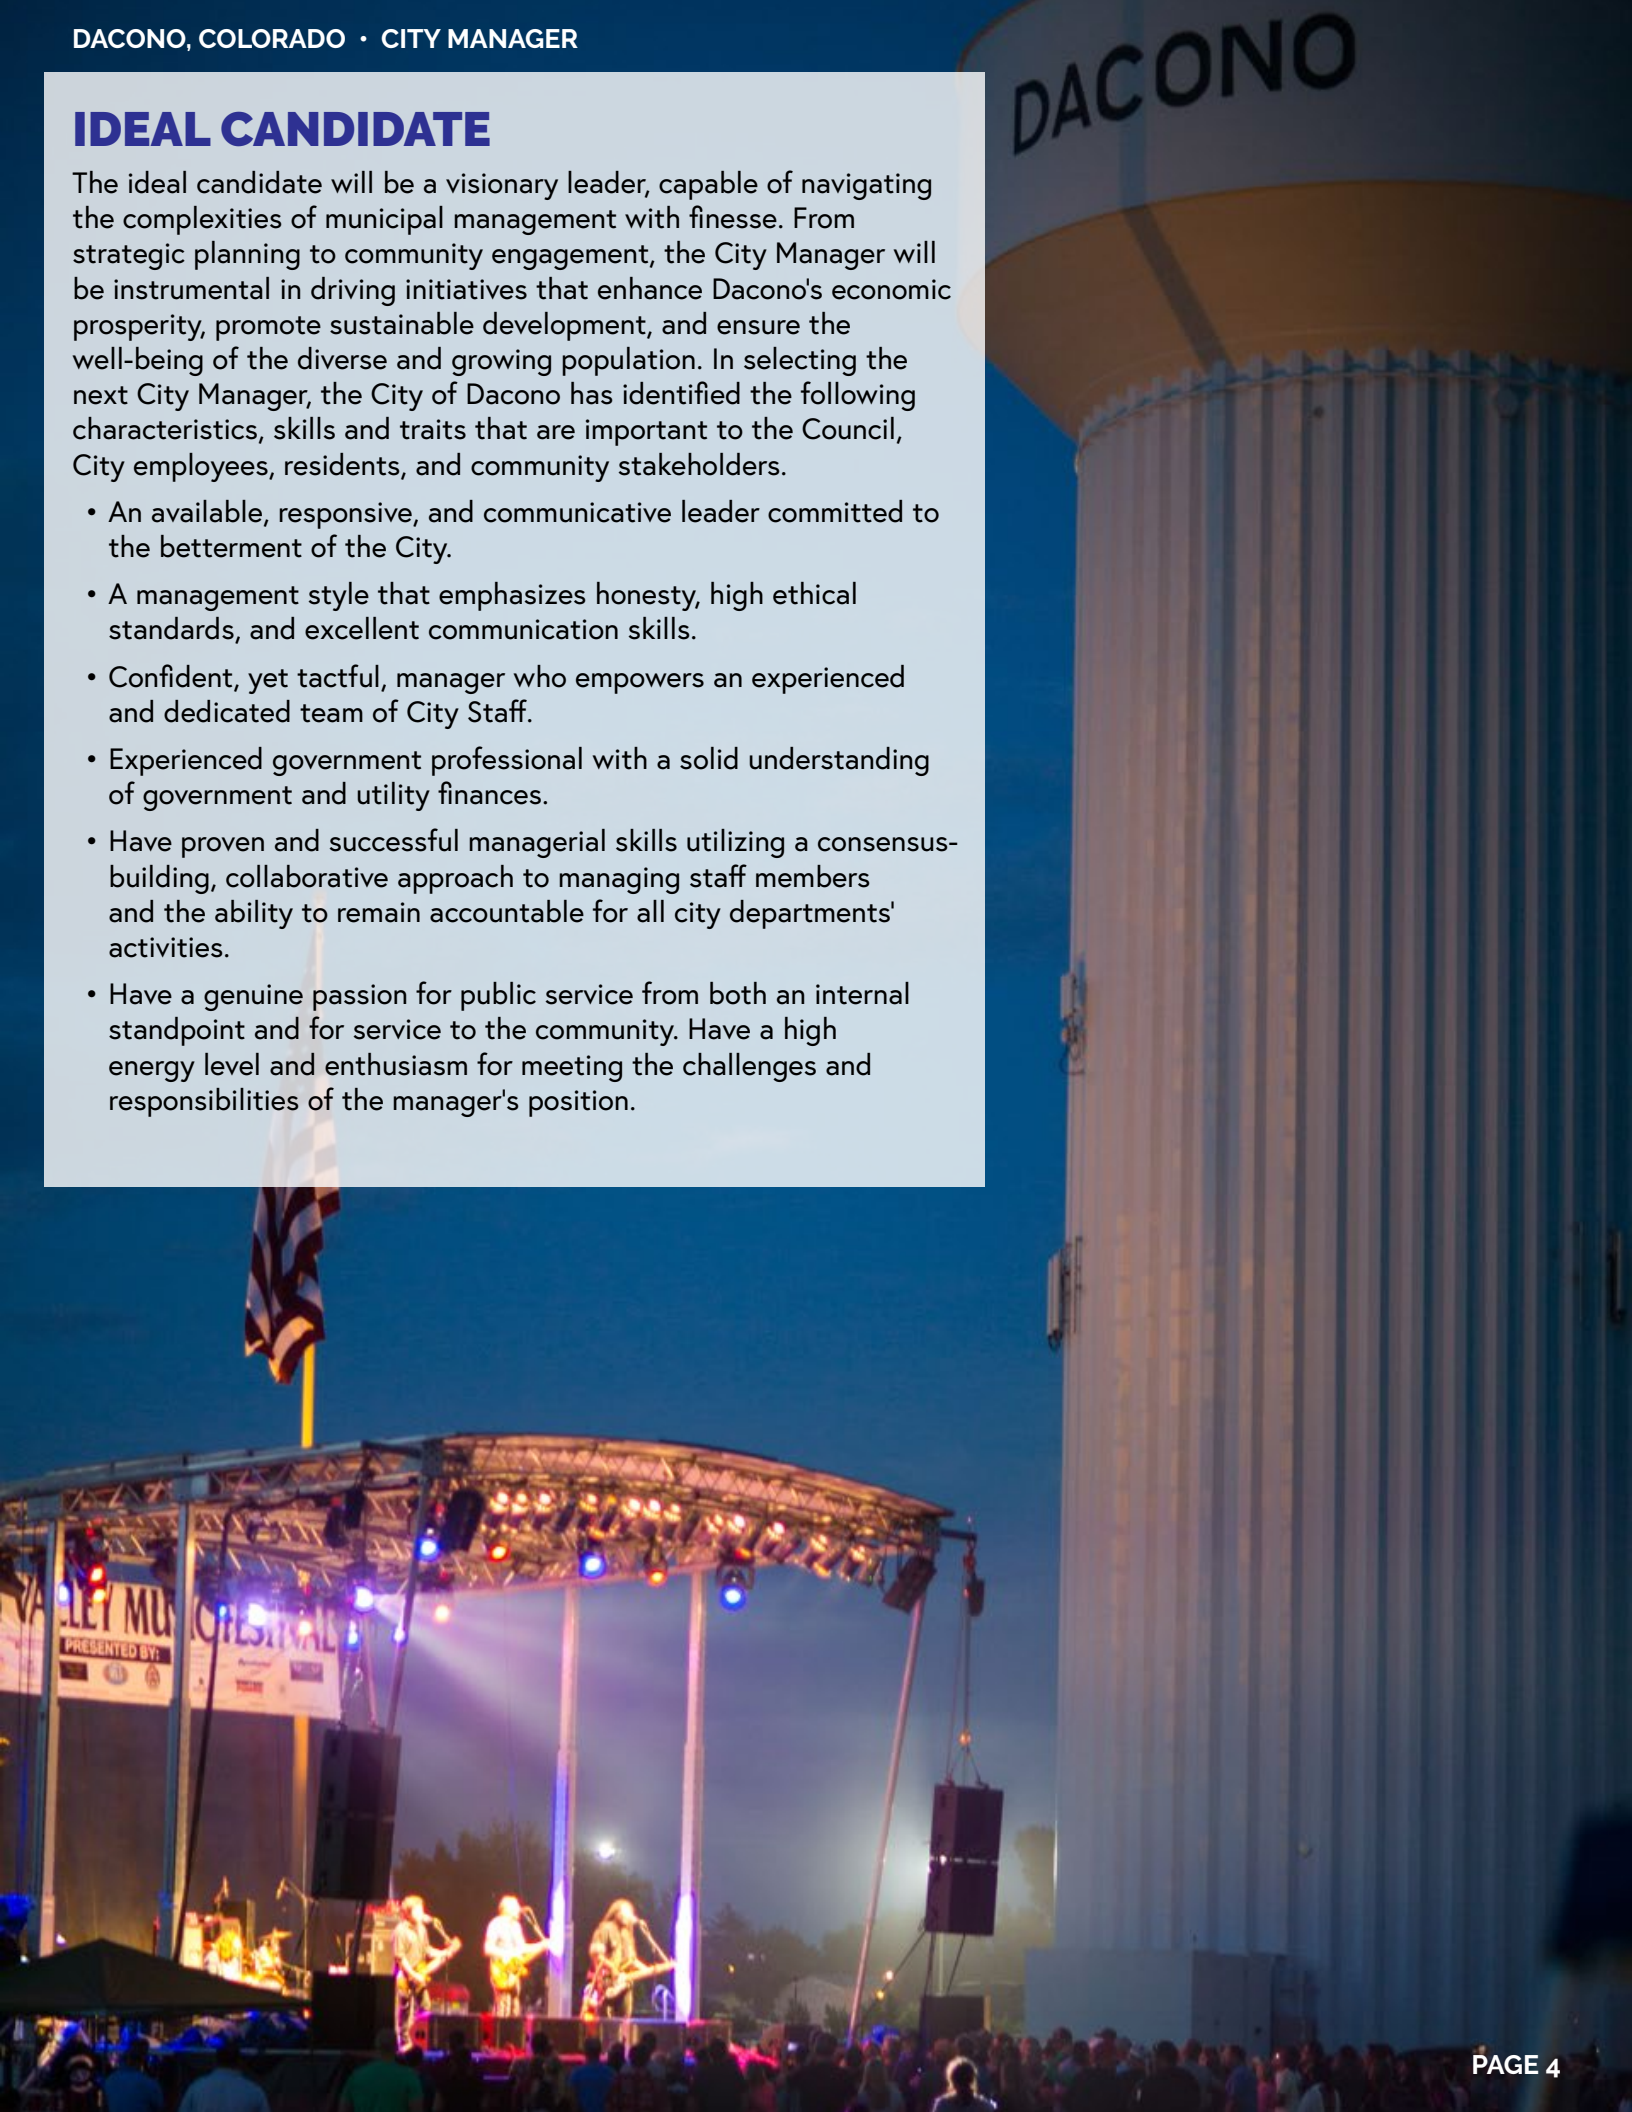 DACONO, COLORADO • CITY MANAGER
DACONO
IDEAL CANDIDATE
The ideal candidate will be a visionary leader, capable of navigating
the complexities of municipal management with finesse. From
strategic planning to community engagement, the City Manager will
be instrumental in driving initiatives that enhance Dacono's economic
prosperity, promote sustainable development, and ensure the
well-being of the diverse and growing population. In selecting the
next City Manager, the City of Dacono has identified the following
characteristics, skills and traits that are important to the Council,
City employees, residents, and community stakeholders.
• An available, responsive, and communicative leader committed to
the betterment of the City.
• A management style that emphasizes honesty, high ethical
standards, and excellent communication skills.
• Confident, yet tactful, manager who empowers an experienced
and dedicated team of City Staff.
• Experienced government professional with a solid understanding
of government and utility finances.
• Have proven and successful managerial skills utilizing a consensus-
building, collaborative approach to managing staff members
and the ability to remain accountable for all city departments'
activities.
• Have a genuine passion for public service from both an internal
standpoint and for service to the community. Have a high
energy level and enthusiasm for meeting the challenges and
responsibilities of the manager's position.
PRESENTED BY:
PAGE 4